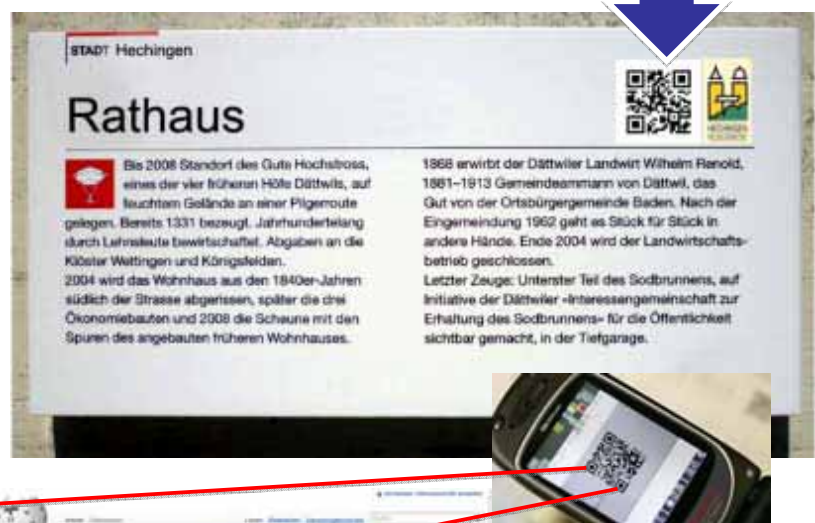 STADT Hechingen
Rathaus
Bis 2008 Standort des Guts Hochstross,
eines der vier früheren Höfe Dättwils, auf
feuchtem Gelände an einer Pilgerroute
gelegen. Bereits 1331 bezeugt. Jahrhundertelang
durch Lehnsleute bewirtschaftet. Abgaben an die
Klöster Wettingen und Königsfelden.
2004 wird das Wohnhaus aus den 1840er-Jahren
südlich der Strasse abgerissen, später die drei
Ökonomiebauten und 2008 die Scheune mit den
Spuren des angebauten früheren Wohnhauses.
1868 erwirbt der Dättwiler Landwirt Wilhelm Renold,
1881–1913 Gemeindeammann von Dättwil, das
Gut von der Ortsbürgergemeinde Baden. Nach der
Eingemeindung 1962 geht es Stück für Stück in
andere Hände. Ende 2004 wird der Landwirtschafts-
betrieb geschlossen.
Letzter Zeuge: Unterster Teil des Sodbrunnens, auf
Initiative der Dättwiler «Interessengemeinschaft zur
Erhaltung des Sodbrunnens» für die Öffentlichkeit
sichtbar gemacht, in der Tiefgarage.
HECHINGEN